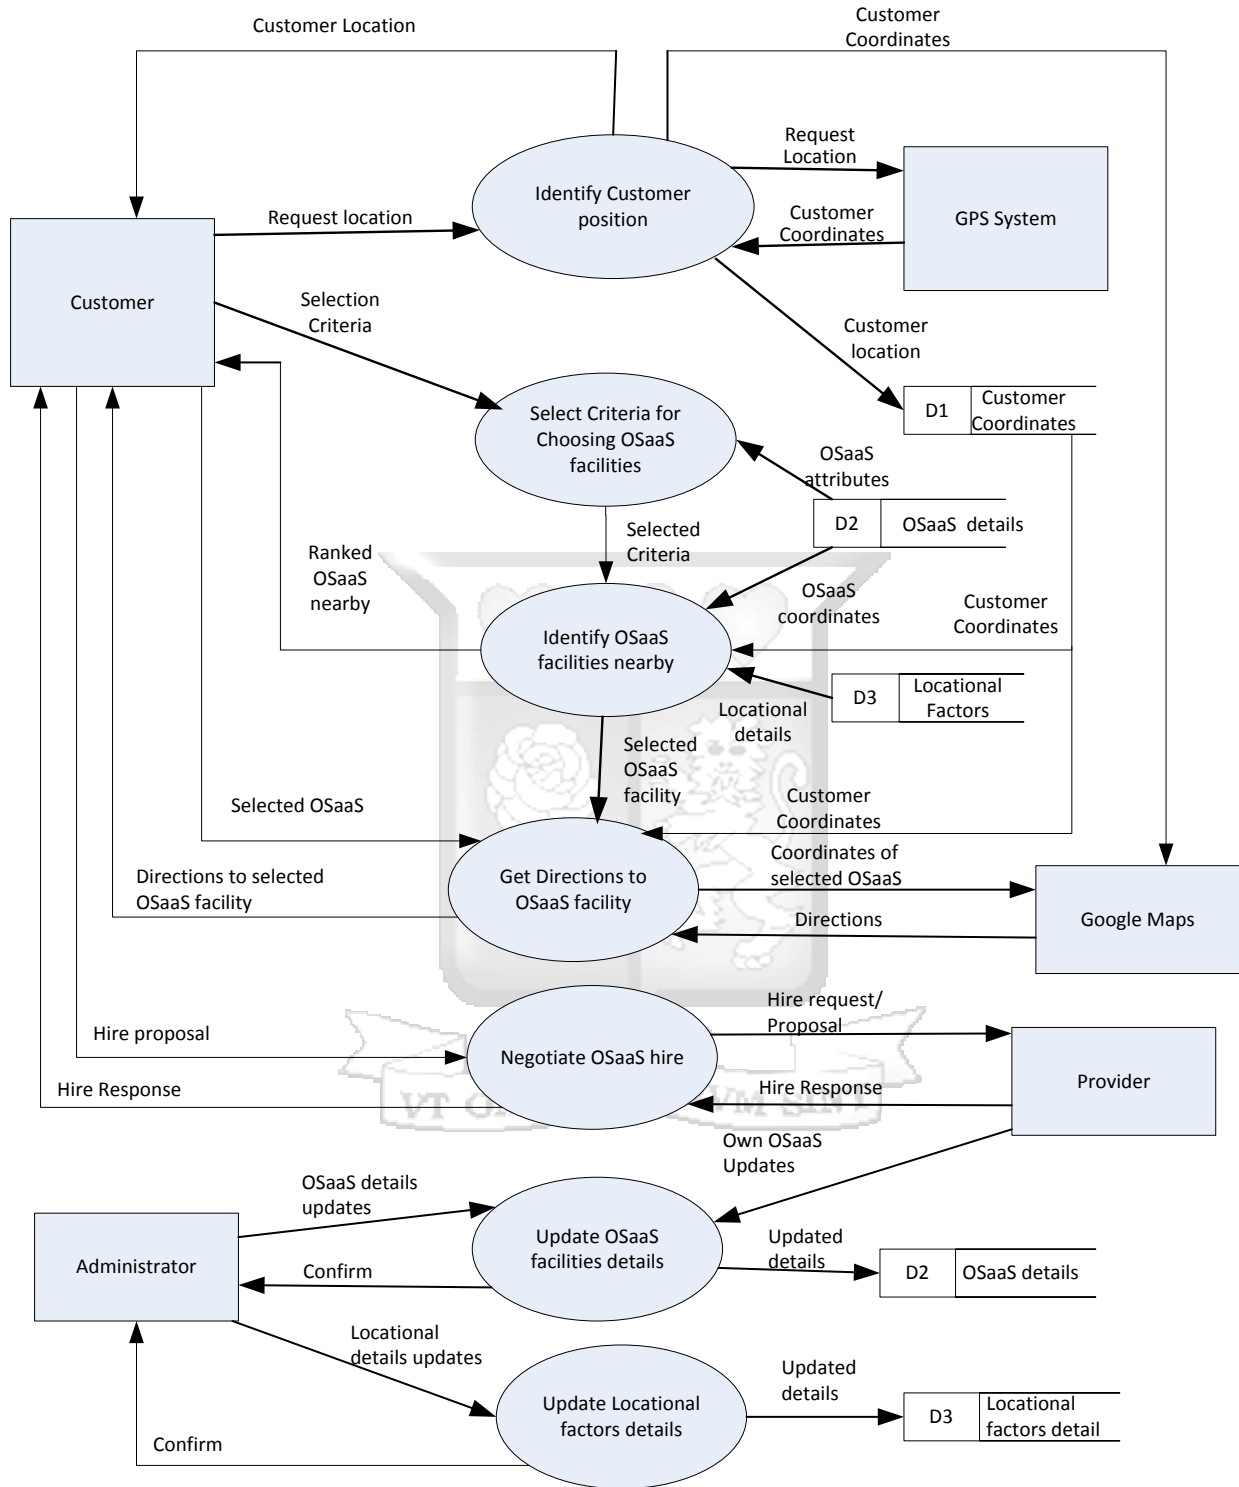 Customer Location
Customer
Coordinates
Request
Location
Identify Customer
position
Customer
Coordinates
GPS System
Request location
Customer
Selection
Criteria
Customer
location
D1
Customer
Coordinates
Select Criteria for
Choosing OSaaS
facilities
OSaaS
attributes
D2
OSaaS details
Selected
Criteria
Ranked
OSaaS
nearby
OSaaS
coordinates
Customer
Coordinates
Identify OSaaS
facilities nearby
D3
Locational
Factors
Locational
details
Selected
OSaaS
facility
Selected OSaaS
Customer
Coordinates
Coordinates of
selected OSaaS
Directions to selected
OSaaS facility
Get Directions to
OSaaS facility
Directions
Google Maps
Hire request/
Proposal
Hire proposal
Negotiate OSaaS hire
Hire Response
Hire Response
Provider
VT
VM SINT
Own OSaaS
Updates
OSaaS details
updates
Administrator
Update OSaaS
facilities details
Updated
details
D2
OSaaS details
Confirm
Locational
details updates
Updated
details
Update Locational
factors details
D3
Locational
factors detail
Confirm